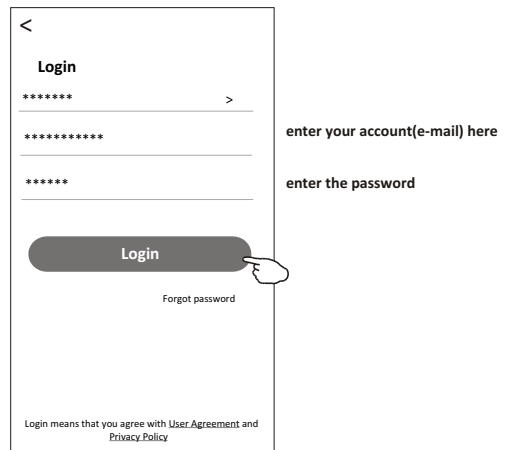 <
Login
******* >
***********
enter your account(e-mail) here
******
enter the password
Login
Forgot password
Login means that you agree with User Agreement and
Privacy Policy